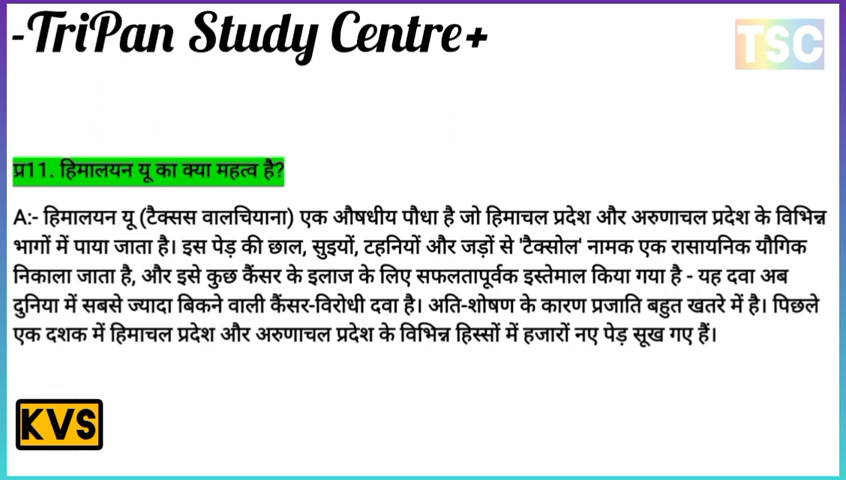 -TriPan Study Centre+
TSC
प्र11. हिमालयन यू का क्या महत्व है?
A:- हिमालयन यू (टैक्सस वालचियाना) एक औषधीय पौधा है जो हिमाचल प्रदेश और अरुणाचल प्रदेश के विभिन्न
भागों में पाया जाता है। इस पेड़ की छाल, सुइयों, टहनियों और जड़ों से 'टैक्सोल' नामक एक रासायनिक यौगिक
निकाला जाता है, और इसे कुछ कैंसर के इलाज के लिए सफलतापूर्वक इस्तेमाल किया गया है - यह दवा अब
दुनिया में सबसे ज्यादा बिकने वाली कैंसर-विरोधी दवा है। अति-शोषण के कारण प्रजाति बहुत खतरे में है। पिछले
एक दशक में हिमाचल प्रदेश और अरुणाचल प्रदेश के विभिन्न हिस्सों में हजारों नए पेड़ सूख गए हैं।
KVS